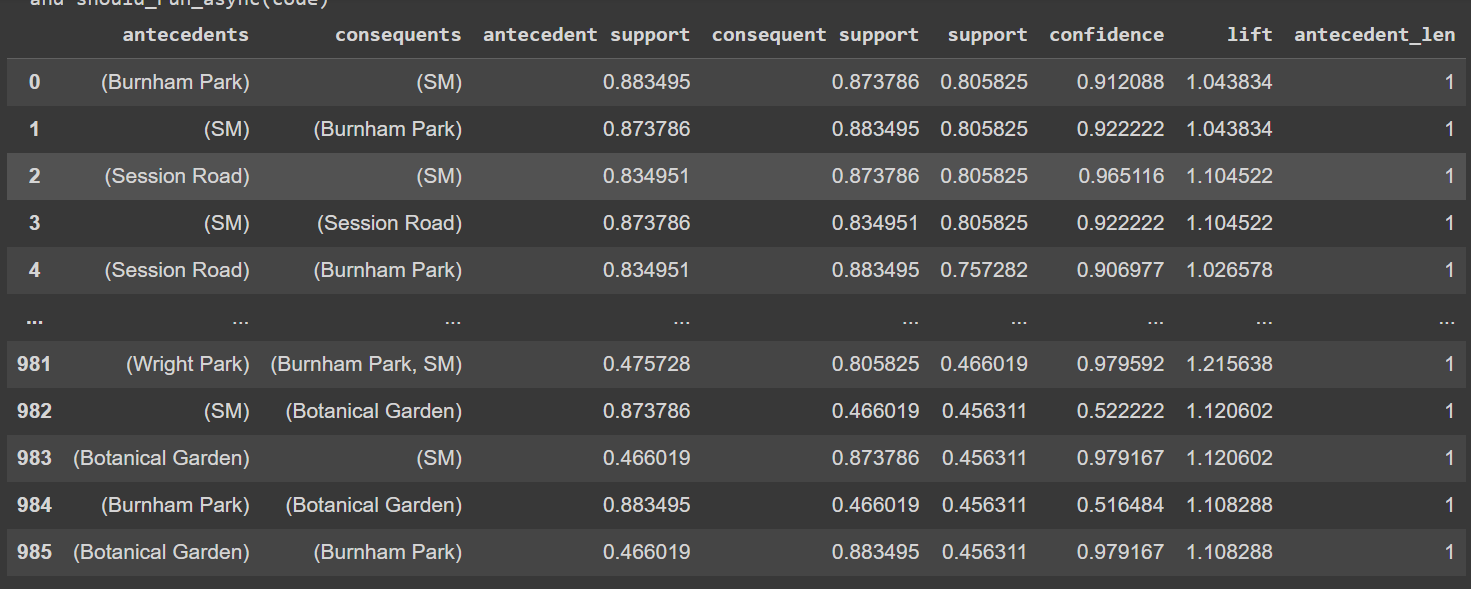 and should_run_async(code)
antecedents consequents antecedent support consequent support support confidence lift antecedent_len
0 (Burnham Park) (SM) 0.883495 0.873786 0.805825 0.912088 1.043834 1
1 (SM) (Burnham Park) 0.873786 0.883495 0.805825 0.922222 1.043834 1
2 (Session Road) (SM) 0.834951 0.873786 0.805825 0.965116 1.104522 1
3 (SM) (Session Road) 0.873786 0.834951 0.805825 0.922222 1.104522 1
4 (Session Road) (Burnham Park) 0.834951 0.883495 0.757282 0.906977 1.026578 1
... ... ... ... ... ... ... ... ...
981 (Wright Park) (Burnham Park, SM) 0.475728 0.805825 0.466019 0.979592 1.215638 1
982 (SM) (Botanical Garden) 0.873786 0.466019 0.456311 0.522222 1.120602 1
983 (Botanical Garden) (SM) 0.466019 0.873786 0.456311 0.979167 1.120602 1
984 (Burnham Park) (Botanical Garden) 0.883495 0.466019 0.456311 0.516484 1.108288 1
985 (Botanical Garden) (Burnham Park) 0.466019 0.883495 0.456311 0.979167 1.108288 1